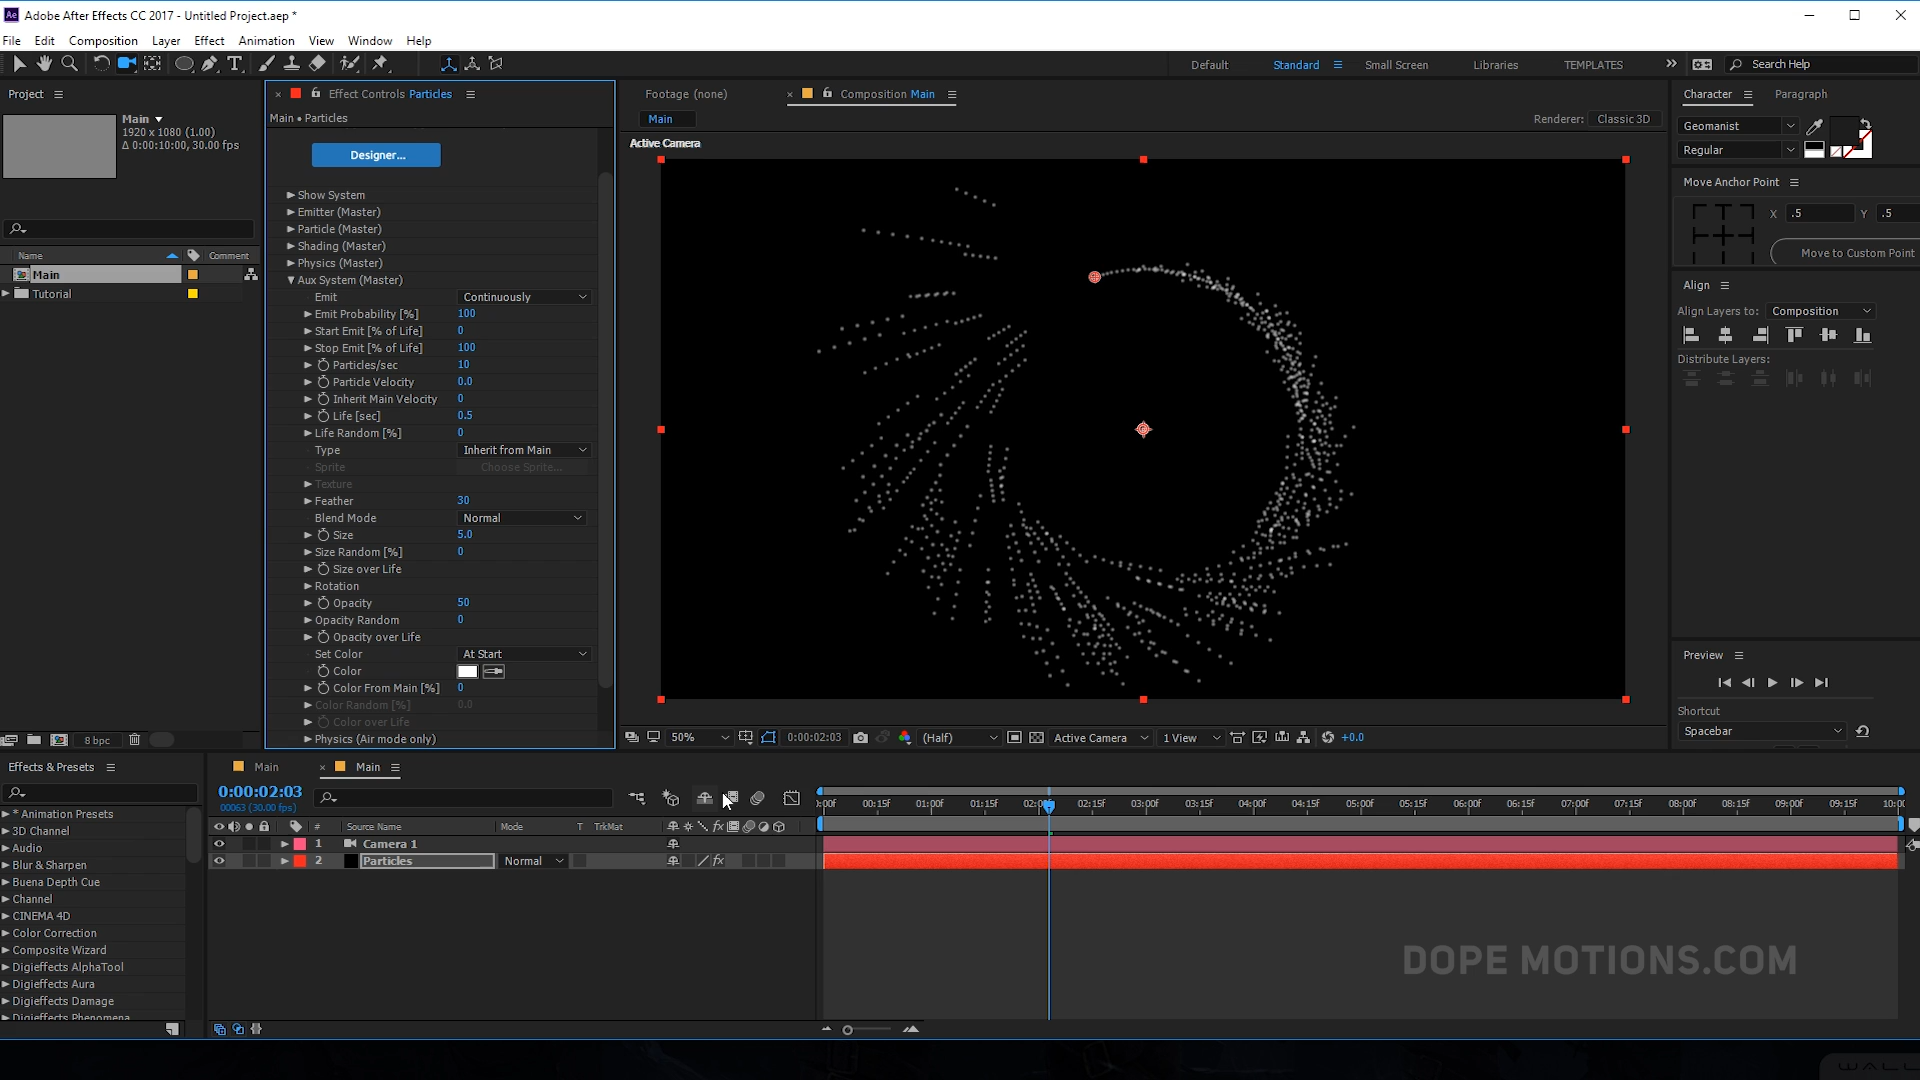 Adobe After Effects CC 2017 - Untitled Project.aep *
File Edit Composition Layer Effect Animation View Window Help
Default Standard Small Screen Libraries TEMPLATES Search Help
Project
Main
1920 x 1080 (1.00)
Δ 0:00:10:00, 30.00 fps
Name Comment
Main
Tutorial
8 bpc
Effect Controls Particles
Main • Particles
Designer...
Show System
Emitter (Master)
Particle (Master)
Shading (Master)
Physics (Master)
Aux System (Master)
Emit Continuously
Emit Probability [%] 100
Start Emit [% of Life] 0
Stop Emit [% of Life] 100
Particles/sec 10
Particle Velocity 0.0
Inherit Main Velocity 0
Life [sec] 0.5
Life Random [%] 0
Type Inherit from Main
Sprite Choose Sprite...
Texture
Feather 30
Blend Mode Normal
Size 5.0
Size Random [%] 0
Size over Life
Rotation
Opacity 50
Opacity Random 0
Opacity over Life
Set Color At Start
Color
Color From Main [%] 0
Color Random [%] 0.0
Color over Life
Physics (Air mode only)
Footage (none) Composition Main
Main Renderer: Classic 3D
Active Camera
50% 0:00:02:03 (Half) Active Camera 1 View +0.0
Character Paragraph
Geomanist
Regular
Move Anchor Point
X .5 Y .5
Move to Custom Point
Align
Align Layers to: Composition
Distribute Layers:
Preview
Shortcut
Spacebar
Effects & Presets
* Animation Presets
3D Channel
Audio
Blur & Sharpen
Buena Depth Cue
Channel
CINEMA 4D
Color Correction
Composite Wizard
Digieffects AlphaTool
Digieffects Aura
Digieffects Damage
Digieffects Phenomena
Main Main
0:00:02:03
00063 (30.00 fps)
# Source Name Mode T TrkMat
1 Camera 1
2 Particles Normal
:00f 00:15f 01:00f 01:15f 02:00f 02:15f 03:00f 03:15f 04:00f 04:15f 05:00f 05:15f 06:00f 06:15f 07:00f 07:15f 08:00f 08:15f 09:00f 09:15f 10:00
DOPE MOTIONS.COM